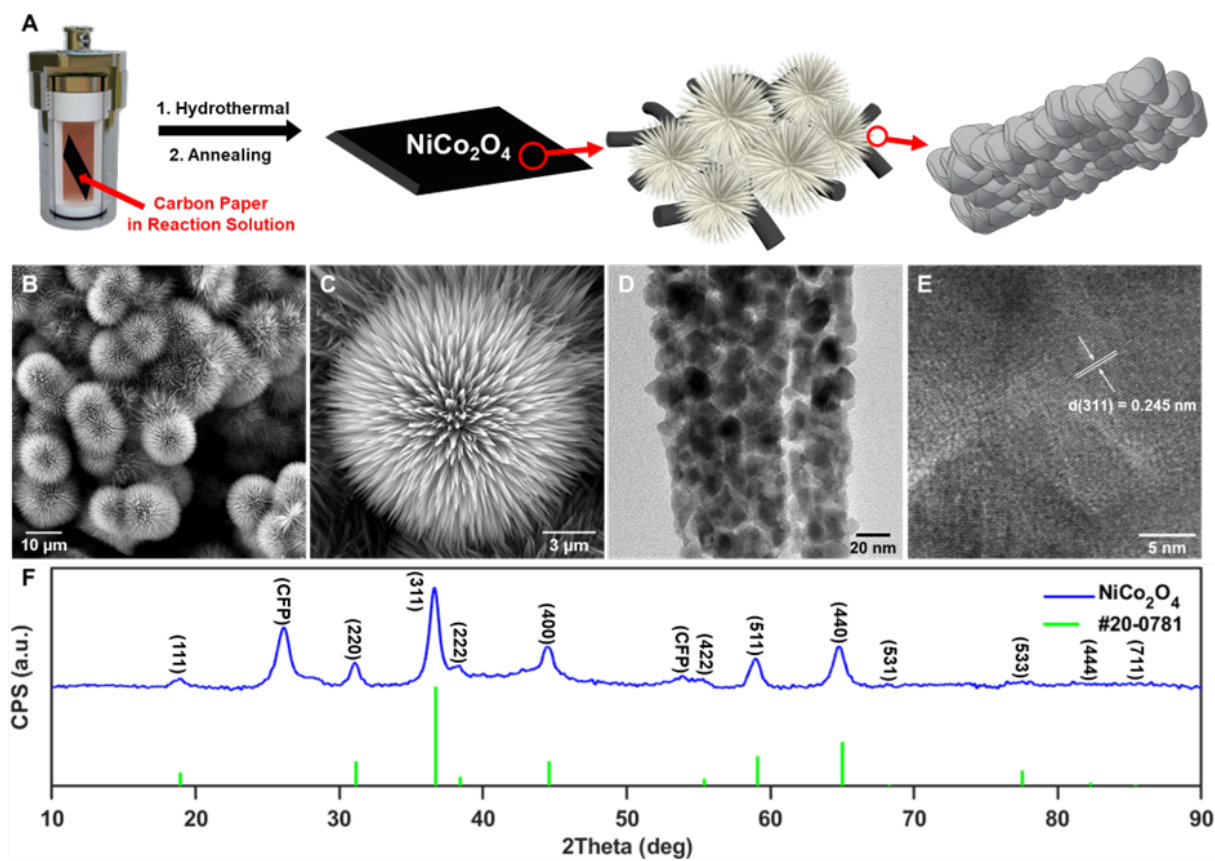 A
1. Hydrothermal
2. Annealing
Carbon Paper
in Reaction Solution
NiCo₂O₄
B
10 μm
C
3 μm
D
20 nm
E
d(311) = 0.245 nm
5 nm
F
CPS (a.u.)
(111)
(CFP)
(220)
(311)
(222)
(400)
(CFP)
(422)
(511)
(440)
(531)
(533)
(444)
(711)
NiCo₂O₄
#20-0781
10 20 30 40 50 60 70 80 90
2Theta (deg)